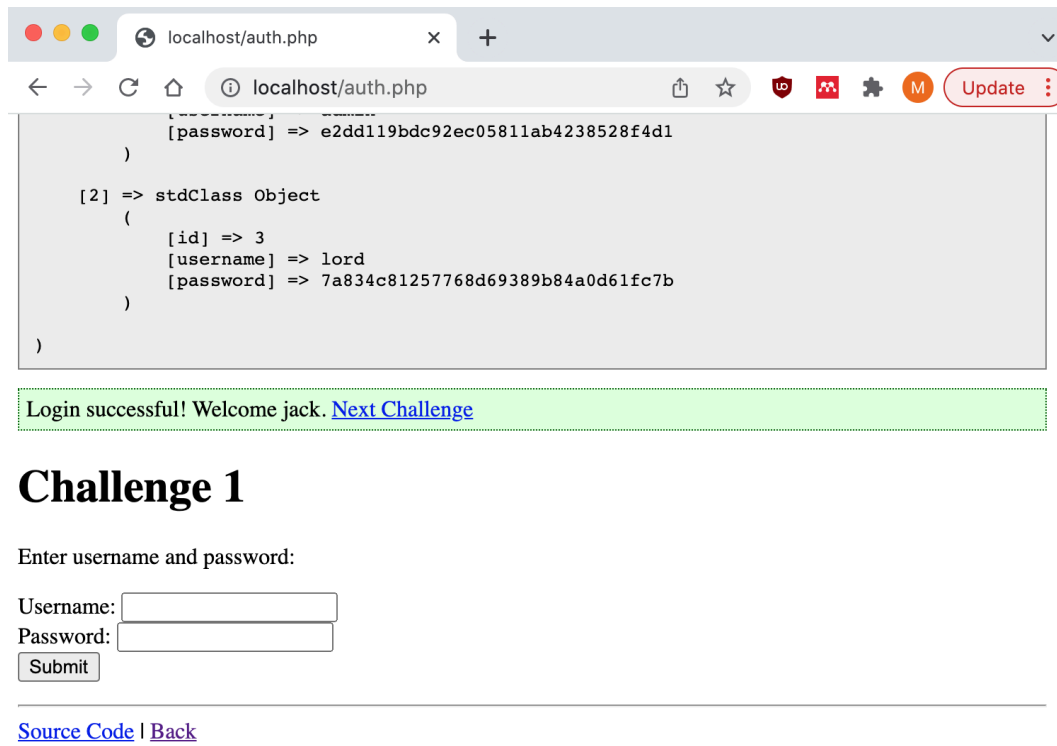 localhost/auth.php
localhost/auth.php
M
Update
[password] => e2dd119bdc92ec05811ab4238528f4d1
)
[2] => stdClass Object
(
[id] => 3
[username] => lord
[password] => 7a834c81257768d69389b84a0d61fc7b
)
)
Login successful! Welcome jack. Next Challenge
Challenge 1
Enter username and password:
Username:
Password:
Submit
Source Code | Back